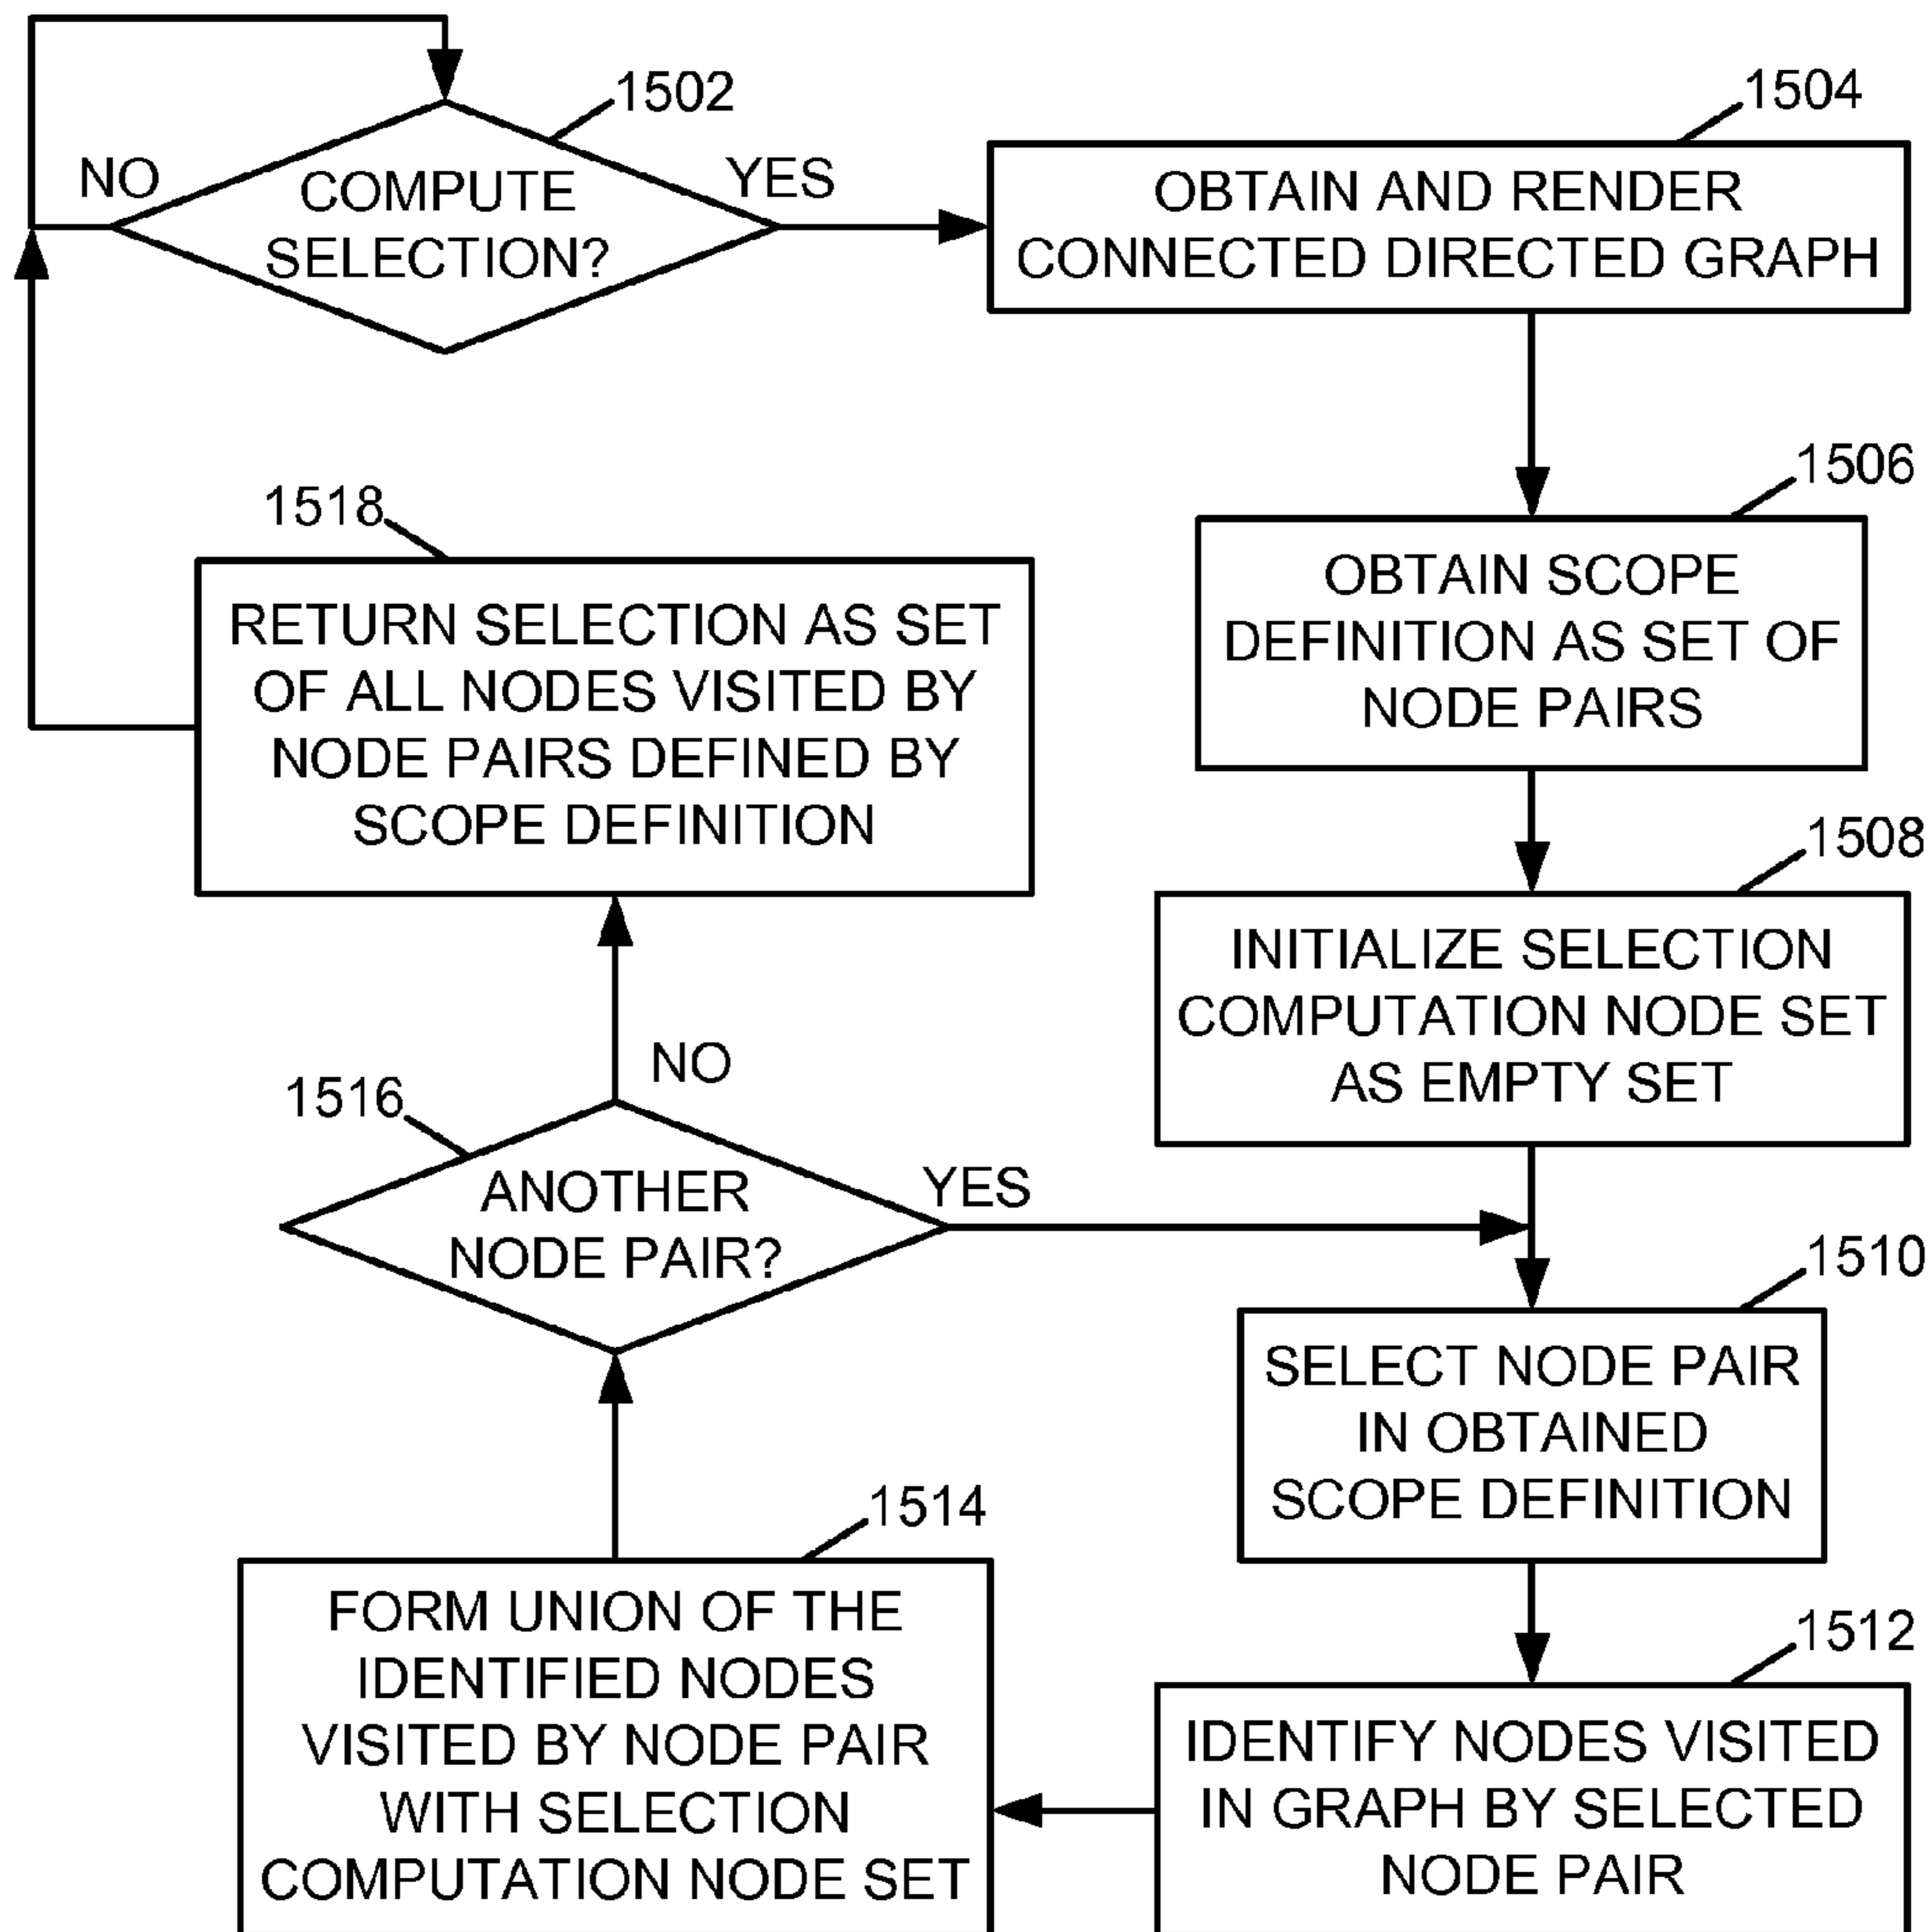 1502
NO
COMPUTE
SELECTION?
YES
1504
OBTAIN AND RENDER
CONNECTED DIRECTED GRAPH
1506
OBTAIN SCOPE
DEFINITION AS SET OF
NODE PAIRS
1508
INITIALIZE SELECTION
COMPUTATION NODE SET
AS EMPTY SET
1510
SELECT NODE PAIR
IN OBTAINED
SCOPE DEFINITION
1512
IDENTIFY NODES VISITED
IN GRAPH BY SELECTED
NODE PAIR
1514
FORM UNION OF THE
IDENTIFIED NODES
VISITED BY NODE PAIR
WITH SELECTION
COMPUTATION NODE SET
1516
ANOTHER
NODE PAIR?
YES
NO
1518
RETURN SELECTION AS SET
OF ALL NODES VISITED BY
NODE PAIRS DEFINED BY
SCOPE DEFINITION